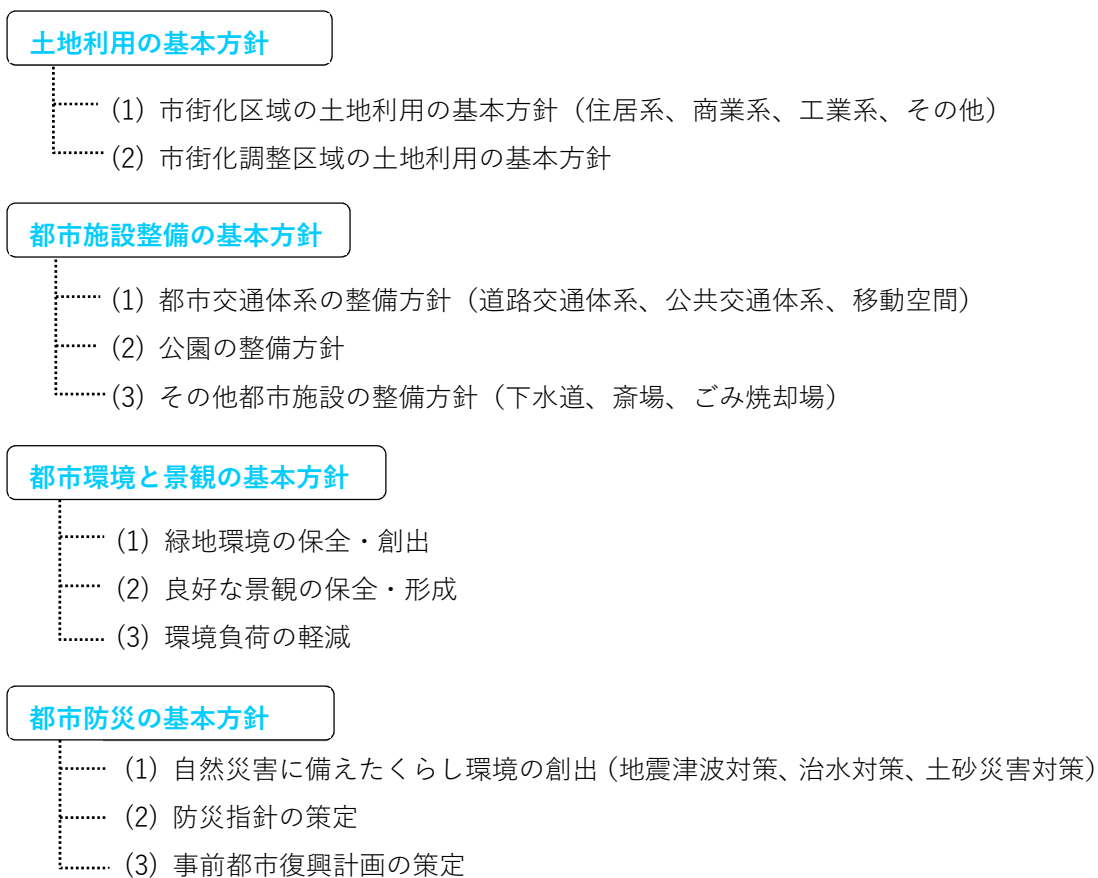 土地利用の基本方針
(1) 市街化区域の土地利用の基本方針（住居系、商業系、工業系、その他）
(2) 市街化調整区域の土地利用の基本方針
都市施設整備の基本方針
(1) 都市交通体系の整備方針（道路交通体系、公共交通体系、移動空間）
(2) 公園の整備方針
(3) その他都市施設の整備方針（下水道、斎場、ごみ焼却場）
都市環境と景観の基本方針
(1) 緑地環境の保全・創出
(2) 良好な景観の保全・形成
(3) 環境負荷の軽減
都市防災の基本方針
(1) 自然災害に備えたくらし環境の創出（地震津波対策、治水対策、土砂災害対策）
(2) 防災指針の策定
(3) 事前都市復興計画の策定